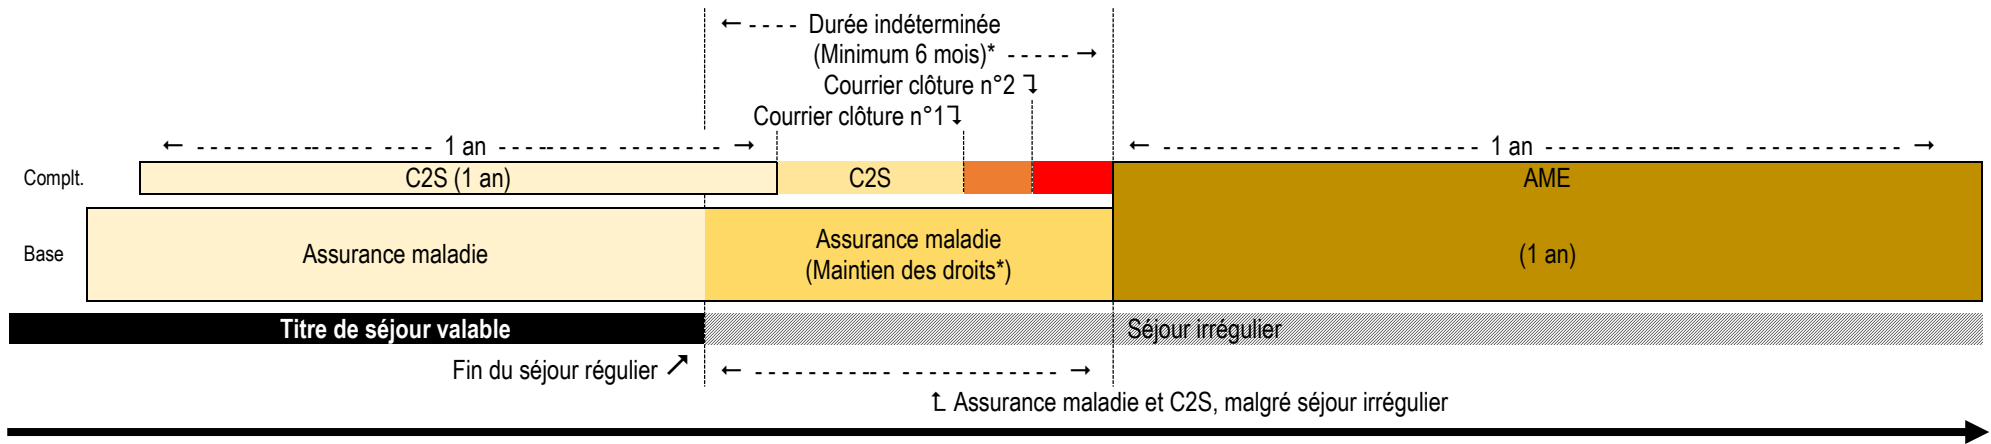 ← - - - - Durée indéterminée
(Minimum 6 mois)* - - - - - →
Courrier clôture n°2
Courrier clôture n°1
← - - - - - - - - - - - - - - - - 1 an - - - - - - - - - - - - - - - - - →
← - - - - - - - - - - - - - - - - - - - - - - - 1 an - - - - - - - - - - - - - - - - - - - - - - - - - →
Complt.
C2S (1 an)
C2S
AME
Base
Assurance maladie
Assurance maladie
(Maintien des droits*)
(1 an)
Titre de séjour valable
Séjour irrégulier
Fin du séjour régulier ↗
← - - - - - - - - - - - - - - - - - - - - - →
Assurance maladie et C2S, malgré séjour irrégulier